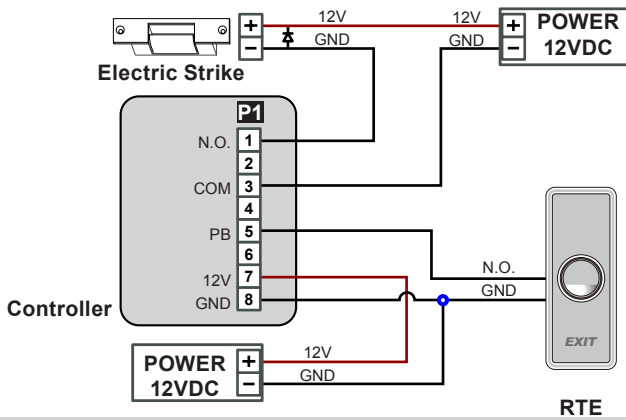 12V
12V
+
+
POWER
12VDC
GND
GND
−
−
Electric Strike
P1
N.O. 1
2
COM 3
4
PB 5
6
12V 7
GND 8
Controller
N.O.
GND
EXIT
RTE
POWER
12VDC
+
12V
−
GND